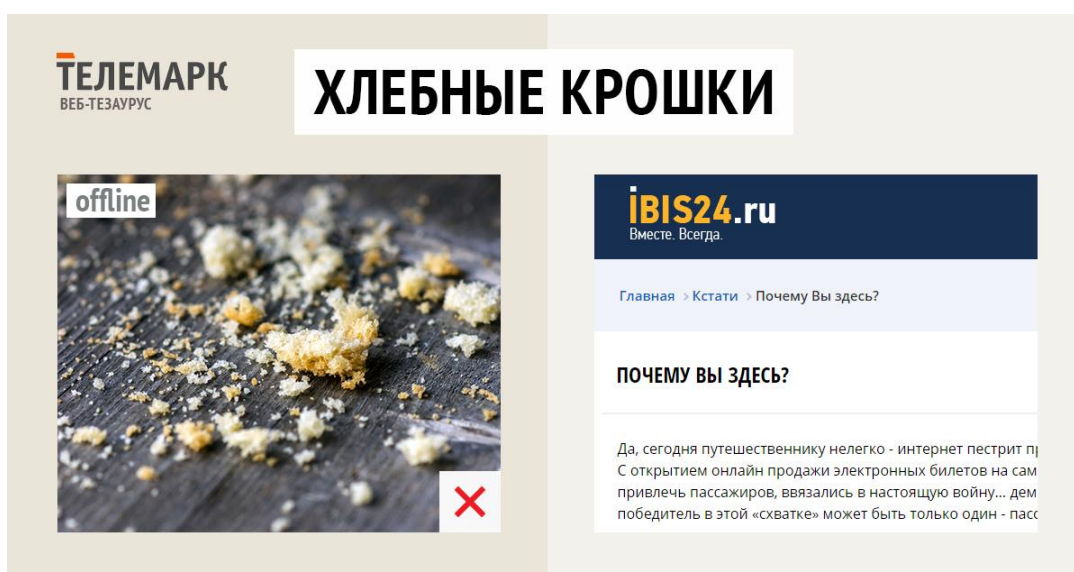 ТЕЛЕМАРК
ВЕБ-ТЕЗАУРУС
ХЛЕБНЫЕ КРОШКИ
offline
iBIS24.ru
Вместе. Всегда.
Главная > Кстати > Почему Вы здесь?
ПОЧЕМУ ВЫ ЗДЕСЬ?
Да, сегодня путешественнику нелегко - интернет пестрит
С открытием онлайн продажи электронных билетов на
привлечь пассажиров, ввязались в настоящую войну...
победитель в этой «схватке» может быть только один -